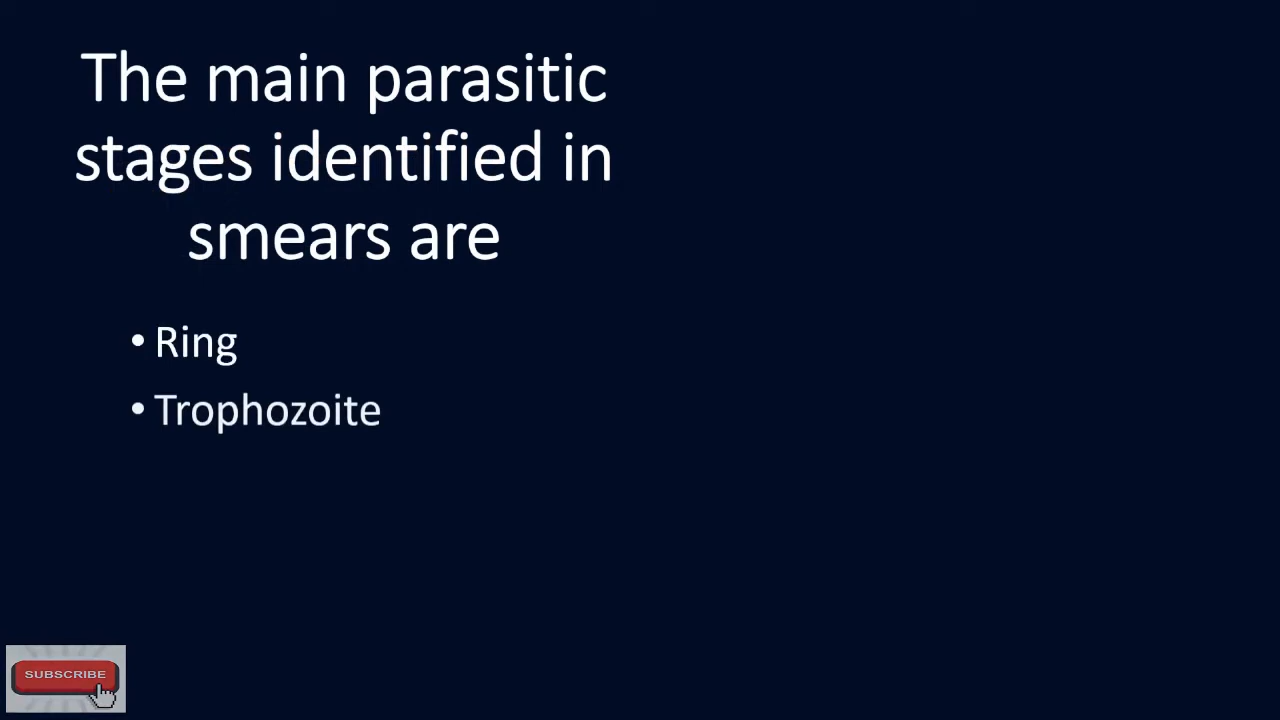 The main parasitic
stages identified in
smears are
• Ring
• Trophozoite
SUBSCRIBE